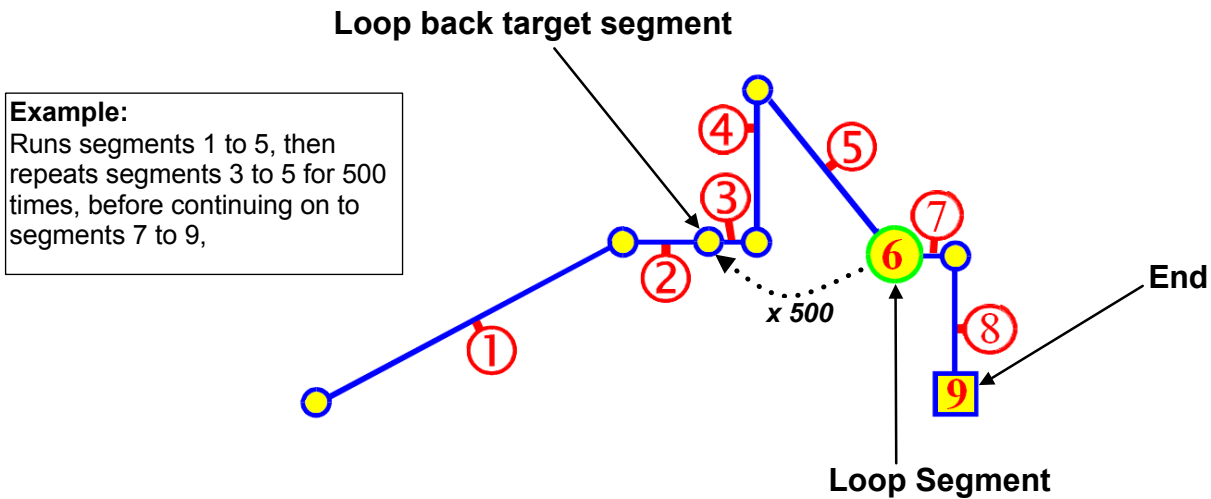 Loop back target segment
Example:
Runs segments 1 to 5, then
repeats segments 3 to 5 for 500
times, before continuing on to
segments 7 to 9,
4
5
3
7
6
2
x 500
End
1
8
9
Loop Segment